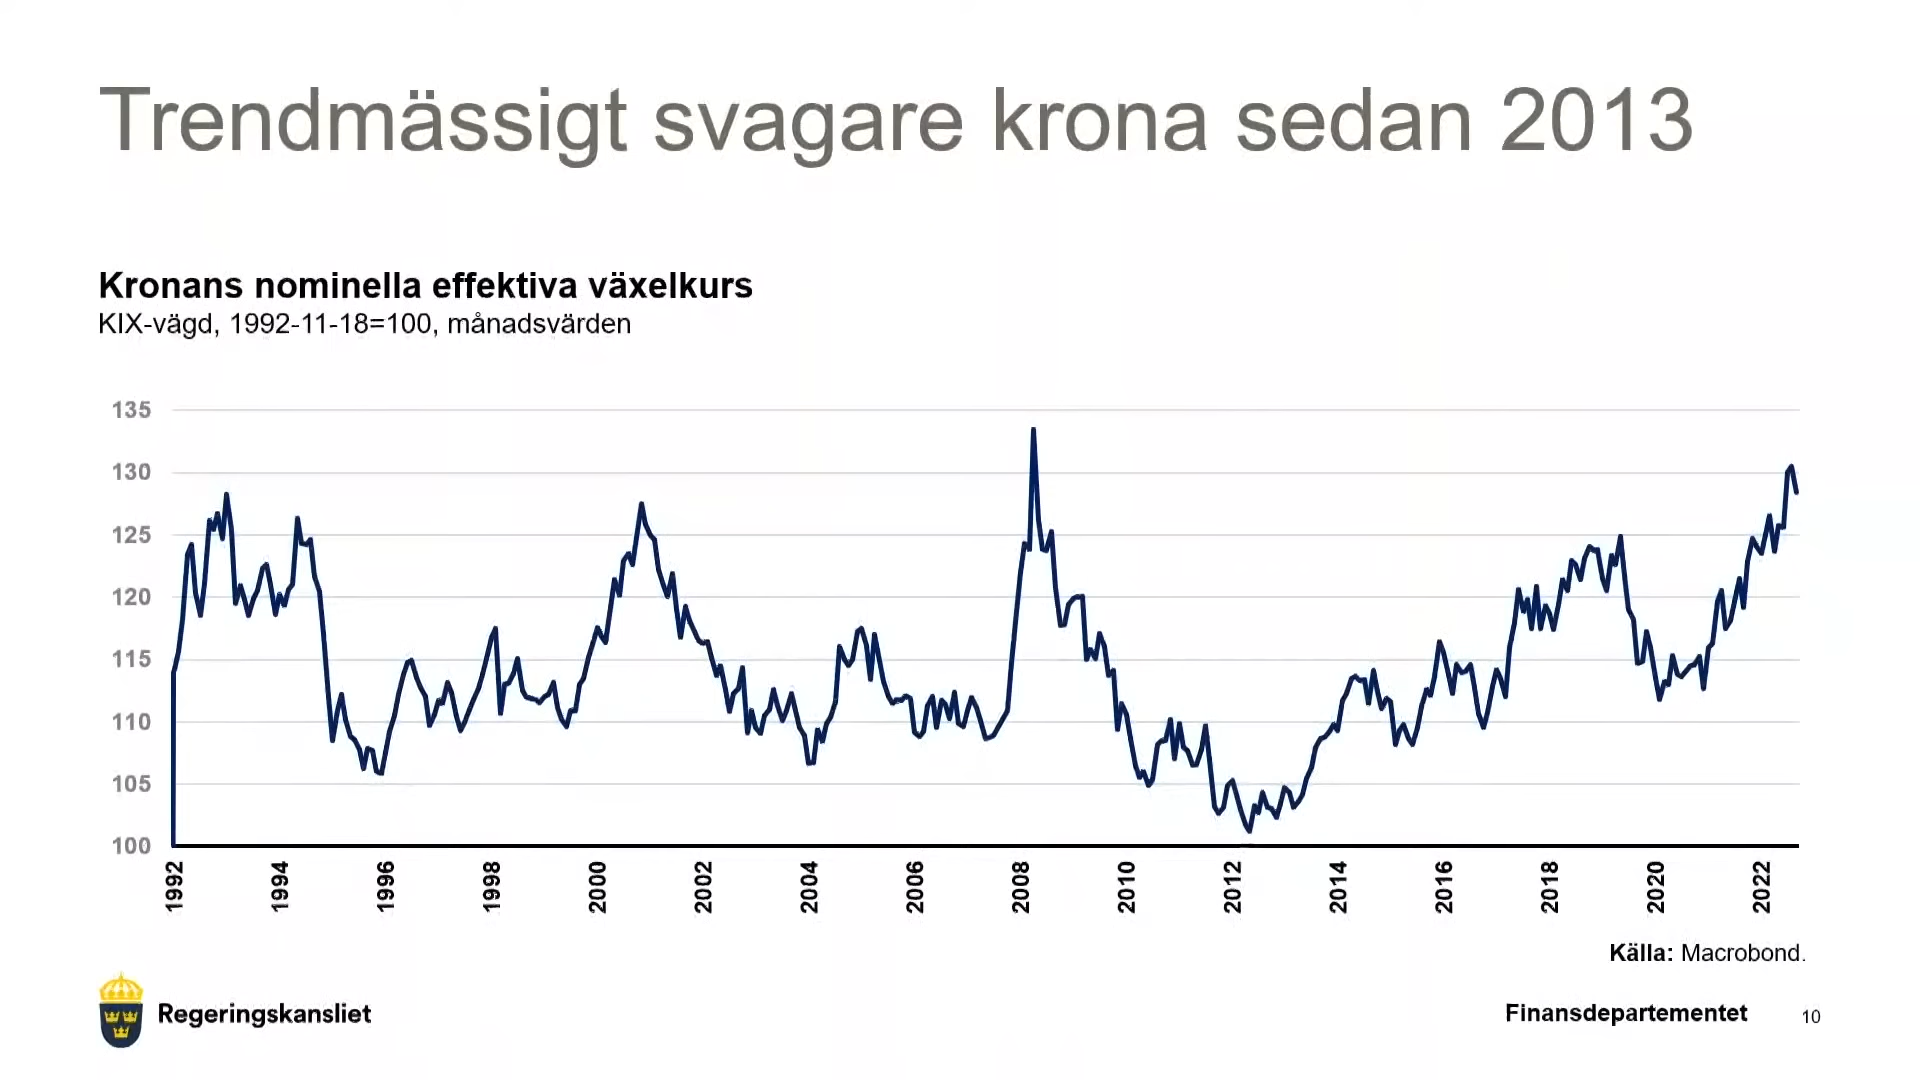 Trendmässigt svagare krona sedan 2013
Kronans nominella effektiva växelkurs
KIX-vägd, 1992-11-18=100, månadsvärden
135
130
125
120
115
110
105
100
1992 1994 1996 1998 2000 2002 2004 2006 2008 2010 2012 2014 2016 2018 2020 2022
Källa: Macrobond.
Regeringskansliet
Finansdepartementet 10